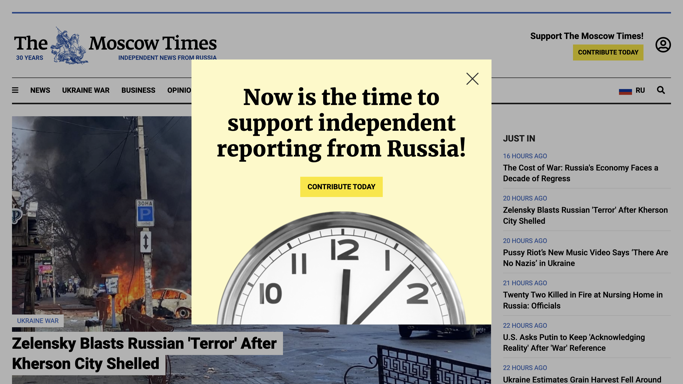 The Moscow Times
30 YEARS
INDEPENDENT NEWS FROM RUSSIA
Support The Moscow Times!
CONTRIBUTE TODAY
NEWS
UKRAINE WAR
BUSINESS
OPINIO
RU
Now is the time to
support independent
reporting from Russia!
CONTRIBUTE TODAY
12
11
1
10
2
ЗОНА
P
UKRAINE WAR
Zelensky Blasts Russian 'Terror' After
Kherson City Shelled
JUST IN
16 HOURS AGO
The Cost of War: Russia's Economy Faces a
Decade of Regress
20 HOURS AGO
Zelensky Blasts Russian 'Terror' After Kherson
City Shelled
20 HOURS AGO
Pussy Riot's New Music Video Says 'There Are
No Nazis' in Ukraine
21 HOURS AGO
Twenty Two Killed in Fire at Nursing Home in
Russia: Officials
22 HOURS AGO
U.S. Asks Putin to Keep 'Acknowledging
Reality' After 'War' Reference
22 HOURS AGO
Ukraine Estimates Grain Harvest Fell Around